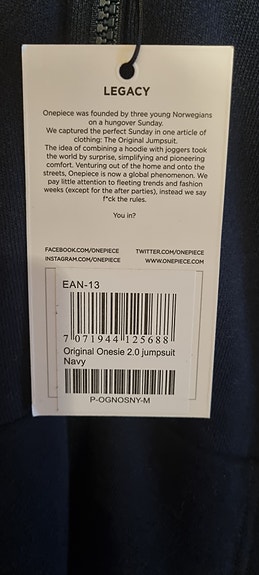 LEGACY
Onepiece was founded by three young Norwegians
on a hungover Sunday.
We captured the perfect Sunday in one article of
clothing: The Original Jumpsuit.
The idea of combining a hoodie with joggers took
the world by surprise, simplifying and pioneering
comfort. Venturing out of the home and onto the
streets, Onepiece is now a global phenomenon. We
pay little attention to fleeting trends and fashion
weeks (except for the after parties), instead we say
f*ck the rules.
You in?
FACEBOOK.COM/ONEPIECE TWITTER.COM/ONEPIECE
INSTAGRAM.COM/ONEPIECE WWW.ONEPIECE.COM
EAN-13
7 071944 125688
Original Onesie 2.0 jumpsuit
Navy
P-OGNOSNY-M